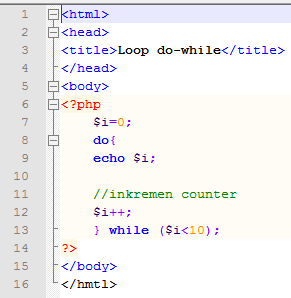 1 <html>
2 <head>
3 <title>Loop do-while</title>
4 </head>
5 <body>
6 <?php
7 $i=0;
8 do{
9 echo $i;
10
11 //inkremen counter
12 $i++;
13 } while ($i<10);
14 ?>
15 </body>
16 </hmtl>